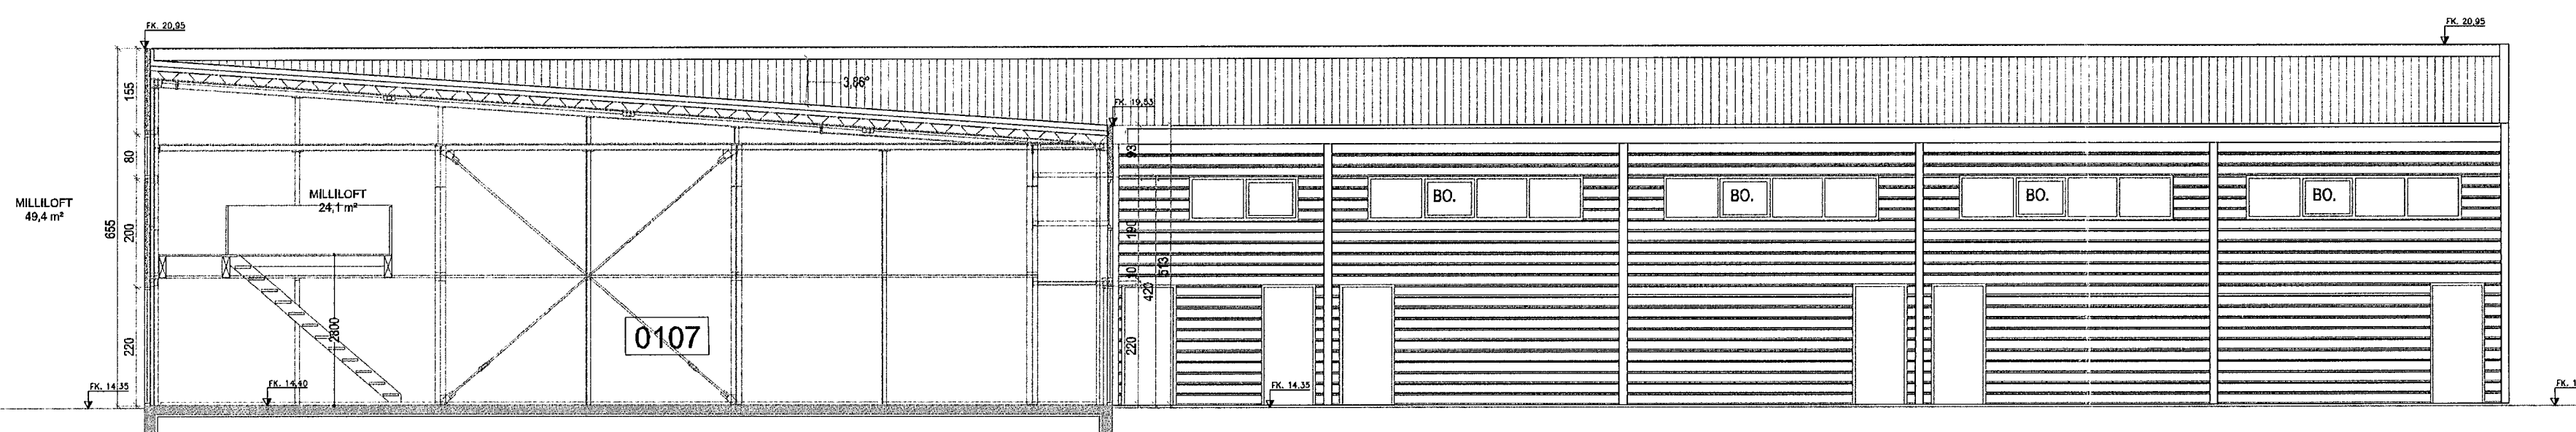 FK. 20,95
FK. 20,95
155
3,86°
FK. 19,53
80
93
MILLILOFT
24,1 m²
MILLILOFT
49,4 m²
BO.
BO.
BO.
BO.
655
200
190
10
513
420
2800
0107
220
220
FK. 14,35
FK. 14,40
FK. 14,35